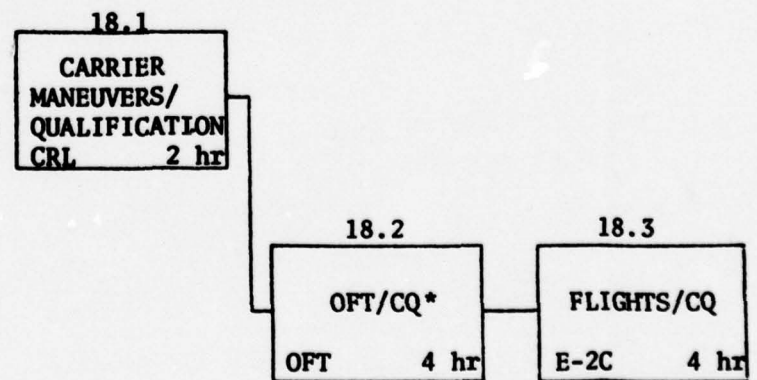 18.1
CARRIER
MANEUVERS/
QUALIFICATION
CRL 2 hr
18.2
OFT/CQ*
OFT 4 hr
18.3
FLIGHTS/CQ
E-2C 4 hr